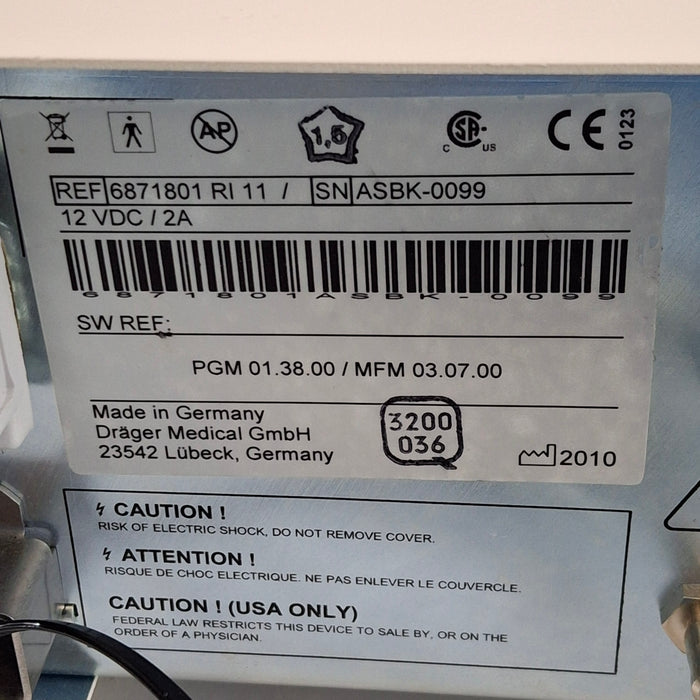 AP
1,6
C SA US
CE 0123
REF 6871801 RI 11 / SN ASBK-0099
12 VDC / 2A
6871801ASBK-0099
SW REF:
PGM 01.38.00 / MFM 03.07.00
Made in Germany
Dräger Medical GmbH
23542 Lübeck, Germany
3200
036
2010
CAUTION !
RISK OF ELECTRIC SHOCK, DO NOT REMOVE COVER.
ATTENTION !
RISQUE DE CHOC ELECTRIQUE. NE PAS ENLEVER LE COUVERCLE.
CAUTION ! (USA ONLY)
FEDERAL LAW RESTRICTS THIS DEVICE TO SALE BY, OR ON THE
ORDER OF A PHYSICIAN.